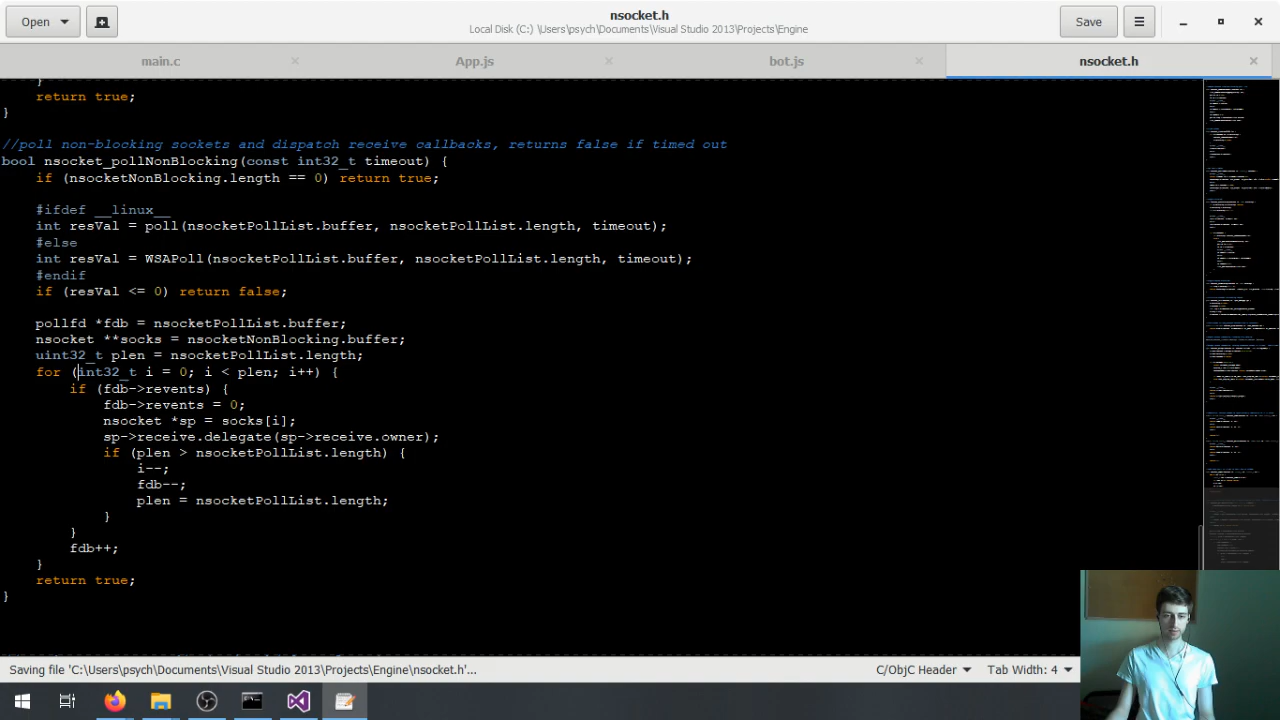 Open
nsocket.h
Local Disk (C:) \Users\psych\Documents\Visual Studio 2013\Projects\Engine
Save
main.c
App.js
bot.js
nsocket.h
}
return true;
}
//poll non-blocking sockets and dispatch receive callbacks, returns false if timed out
bool nsocket_pollNonBlocking(const int32_t timeout) {
if (nsocketNonBlocking.length == 0) return true;
#ifdef __linux__
int resVal = poll(nsocketPollList.buffer, nsocketPollList.length, timeout);
#else
int resVal = WSAPoll(nsocketPollList.buffer, nsocketPollList.length, timeout);
#endif
if (resVal <= 0) return false;
pollfd *fdb = nsocketPollList.buffer;
nsocket **socks = nsocketNonBlocking.buffer;
uint32_t plen = nsocketPollList.length;
for (int32_t i = 0; i < plen; i++) {
if (fdb->revents) {
fdb->revents = 0;
nsocket *sp = socks[i];
sp->receive.delegate(sp->receive.owner);
if (plen > nsocketPollList.length) {
i--;
fdb--;
plen = nsocketPollList.length;
}
}
fdb++;
}
return true;
}
Saving file 'C:\Users\psych\Documents\Visual Studio 2013\Projects\Engine\nsocket.h'...
C/ObjC Header
Tab Width: 4